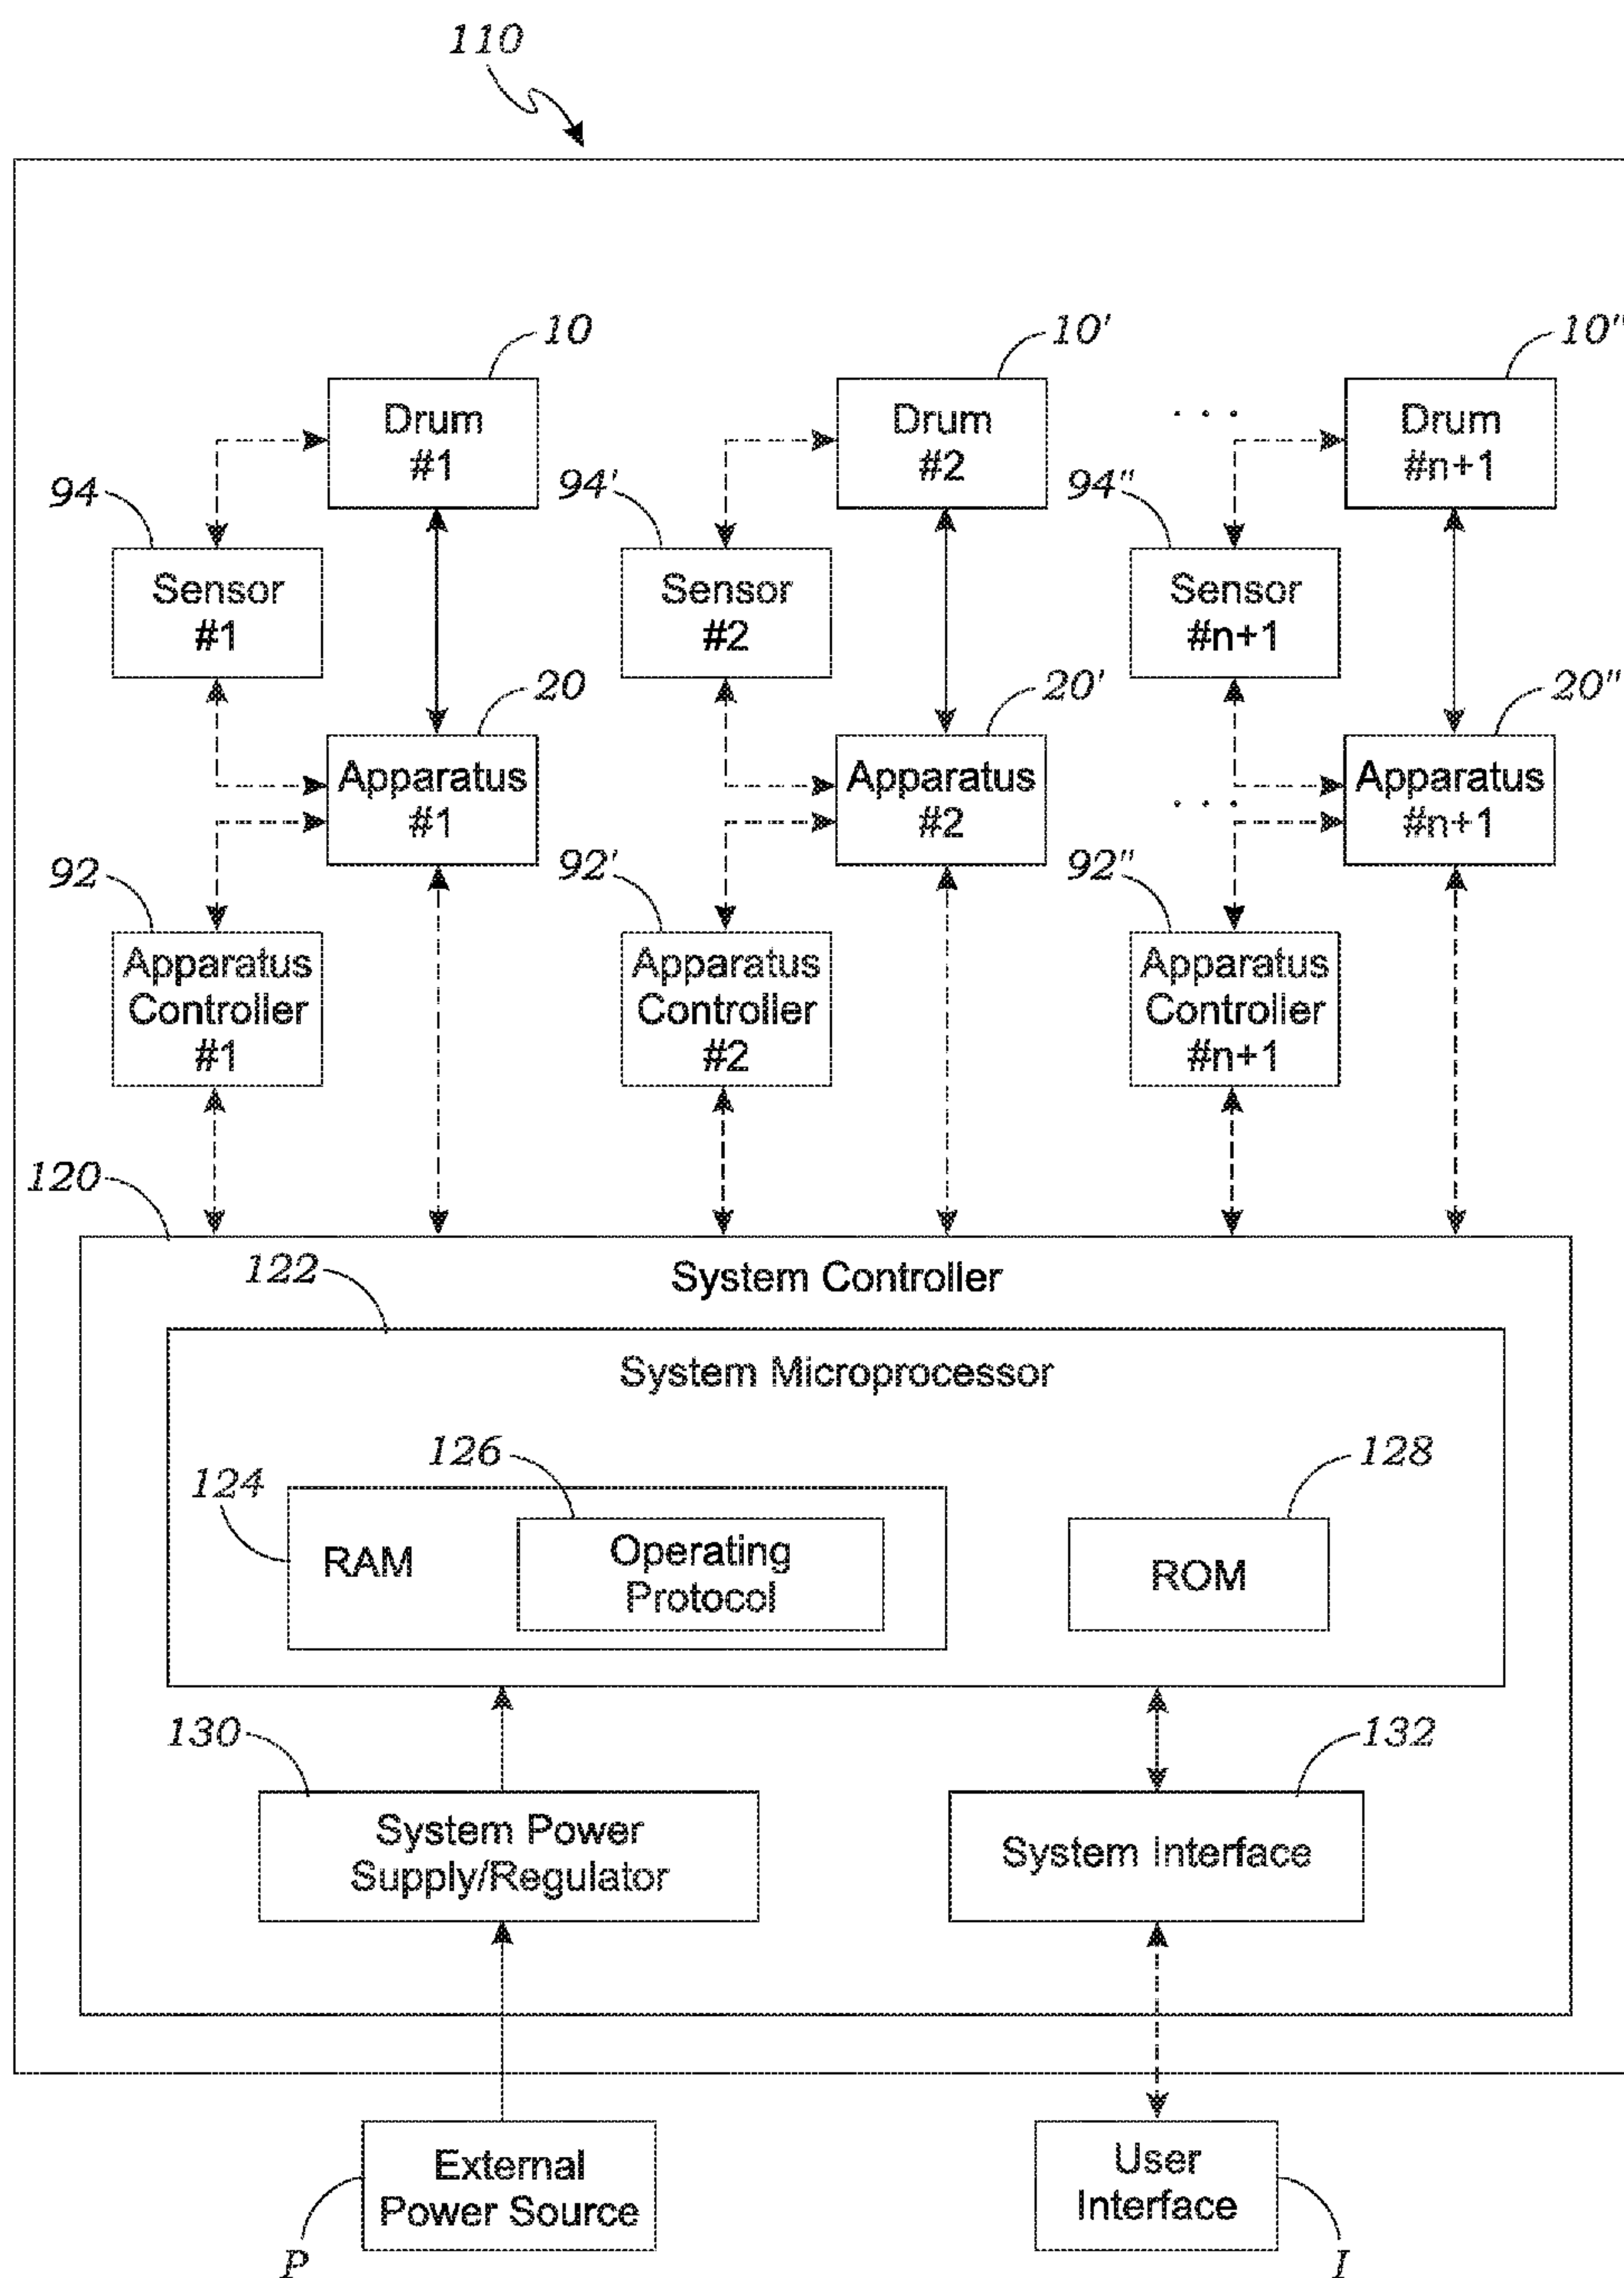 110
10
10'
10"
Drum
#1
Drum
#2
. . .
Drum
#n+1
94
94'
94"
Sensor
#1
Sensor
#2
Sensor
#n+1
20
20'
20"
Apparatus
#1
Apparatus
#2
. . .
Apparatus
#n+1
92
92'
92"
Apparatus
Controller
#1
Apparatus
Controller
#2
Apparatus
Controller
#n+1
120
System Controller
122
System Microprocessor
126
128
124
RAM
Operating
Protocol
ROM
130
132
System Power
Supply/Regulator
System Interface
External
Power Source
User
Interface
P
I